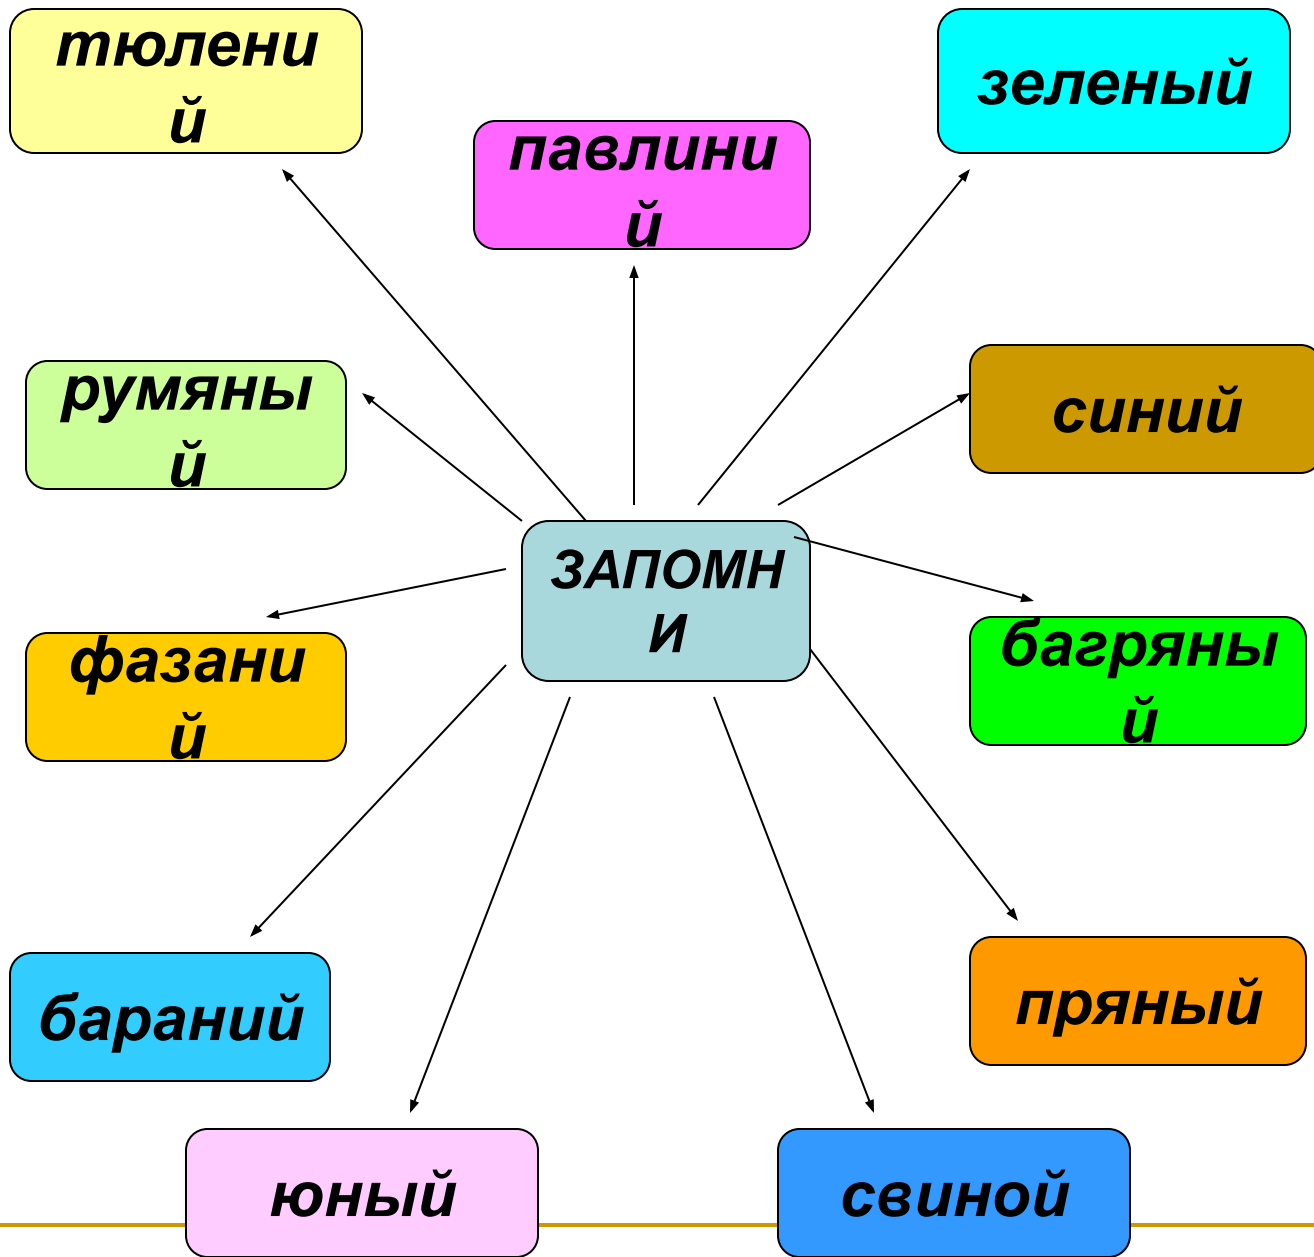 тюлени
й
зеленый
павлини
й
румяны
й
синий
ЗАПОМН
И
фазани
й
багряны
й
бараний
пряный
юный
свиной